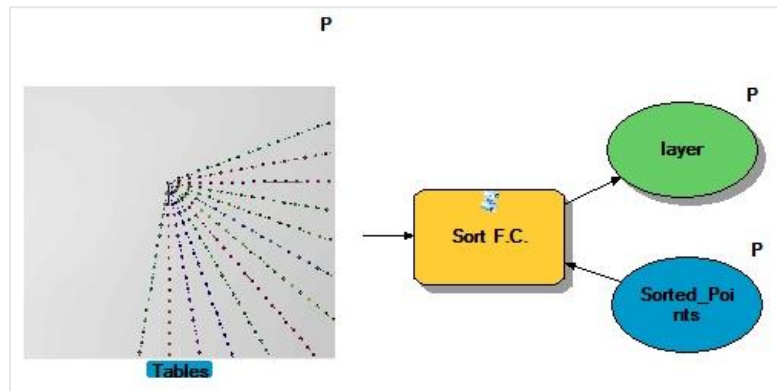 P
P
layer
Sort F.C.
P
Sorted_Poi
nts
Tables